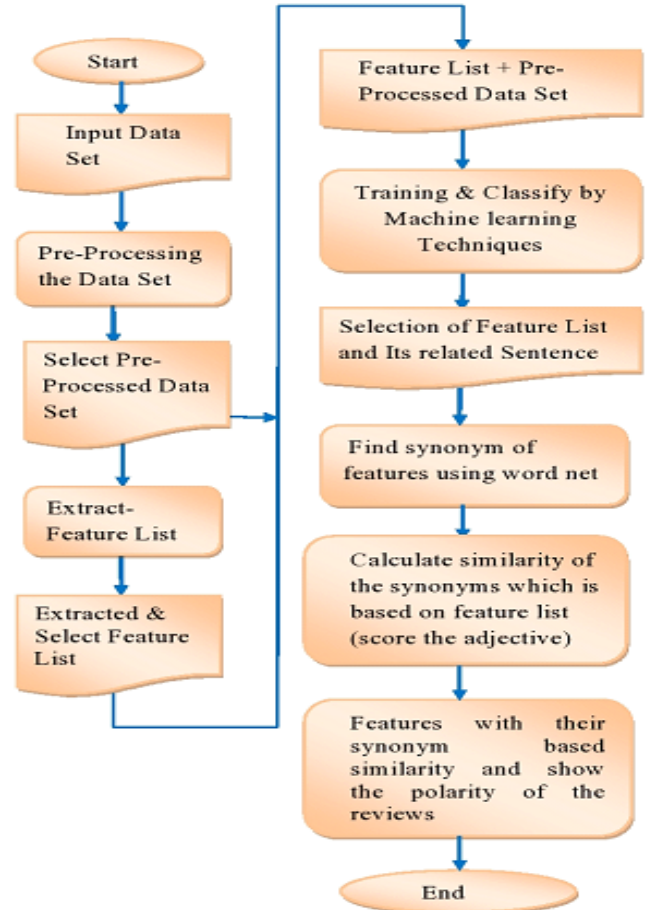 Start
Input Data
Set
Pre-Processing
the Data Set
Select Pre-
Processed Data
Set
Extract-
Feature List
Extracted &
Select Feature
List
Feature List + Pre-
Processed Data Set
Training & Classify by
Machine learning
Techniques
Selection of Feature List
and Its related Sentence
Find synonym of
features using word net
Calculate similarity of
the synonyms which is
based on feature list
(score the adjective)
Features with their
synonym based
similarity and show
the polarity of the
reviews
End